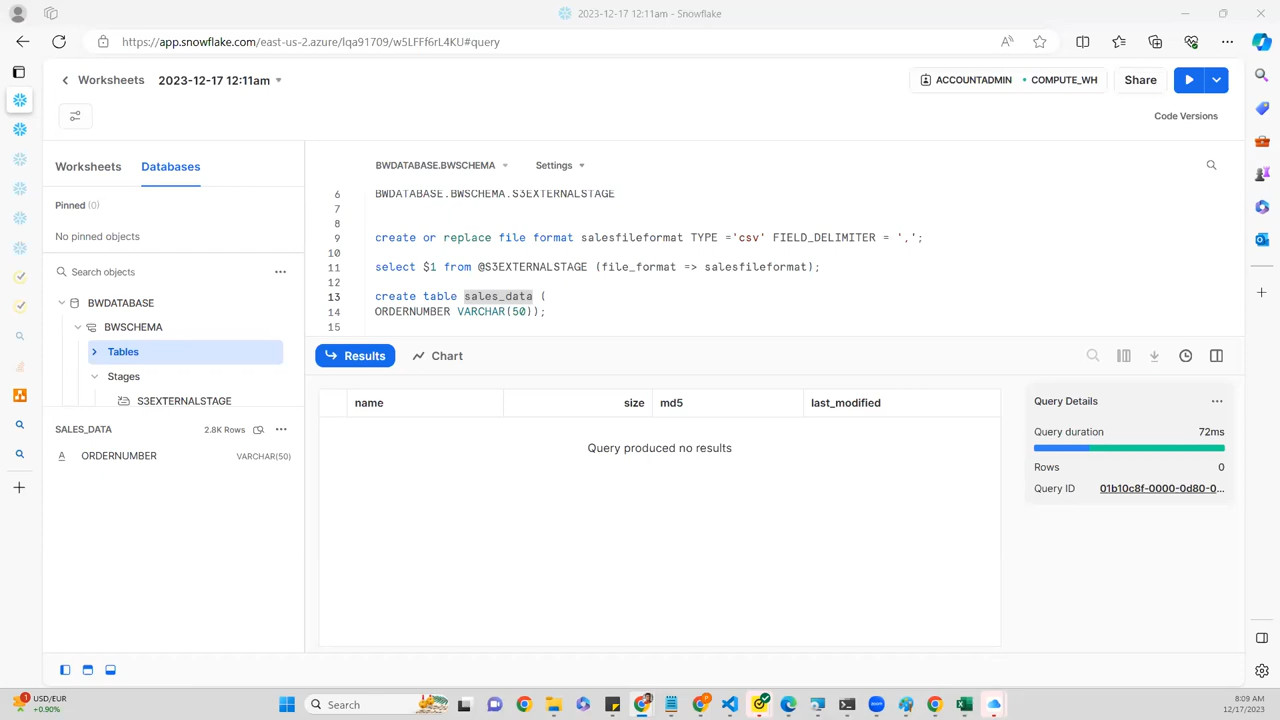 2023-12-17 12:11am - Snowflake
https://app.snowflake.com/east-us-2.azure/lqa91709/w5LFFf6rL4KU#query
Worksheets
2023-12-17 12:11am
ACCOUNTADMIN
COMPUTE_WH
Share
Code Versions
Worksheets
Databases
BWDATABASE.BWSCHEMA
Settings
Pinned (0)
No pinned objects
Search objects
BWDATABASE
BWSCHEMA
Tables
Stages
S3EXTERNALSTAGE
SALES_DATA
2.8K Rows
ORDERNUMBER
VARCHAR(50)
6 BWDATABASE.BWSCHEMA.S3EXTERNALSTAGE
7
8
9 create or replace file format salesfileformat TYPE ='csv' FIELD_DELIMITER = ',';
10
11 select $1 from @S3EXTERNALSTAGE (file_format => salesfileformat);
12
13 create table sales_data (
14 ORDERNUMBER VARCHAR(50));
15
Results
Chart
name size md5 last_modified
Query produced no results
Query Details
Query duration 72ms
Rows 0
Query ID 01b10c8f-0000-0d80-0...
1
USD/EUR
+0.90%
Search
8:09 AM
12/17/2023